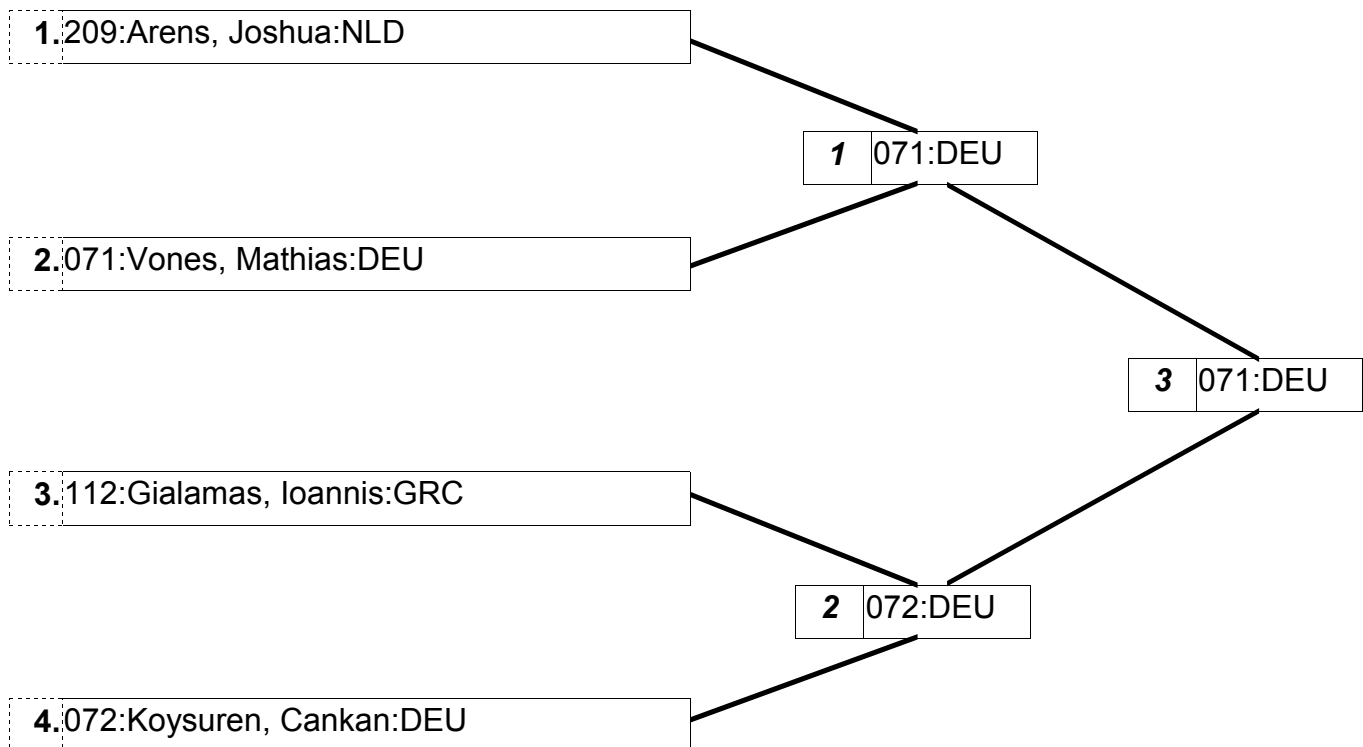 1. 209:Arens, Joshua:NLD
1 071:DEU
2. 071:Vones, Mathias:DEU
3 071:DEU
3. 112:Gialamas, Ioannis:GRC
2 072:DEU
4. 072:Koysuren, Cankan:DEU